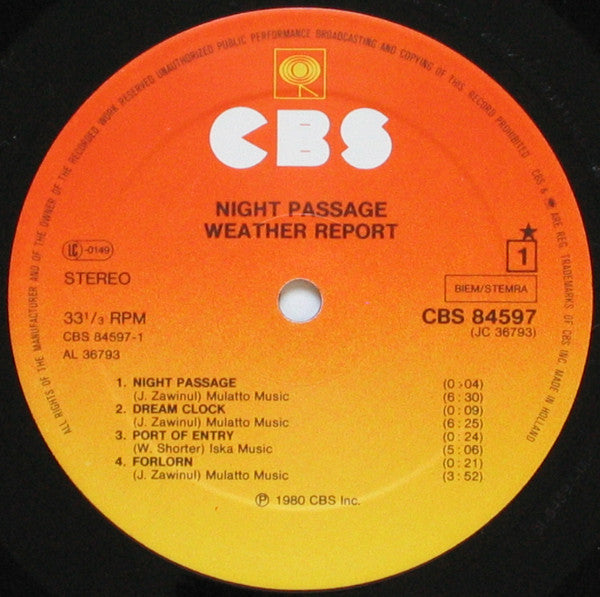 ALL RIGHTS OF THE MANUFACTURER AND OF THE OWNER OF THE RECORDED WORK RESERVED UNAUTHORIZED PUBLIC PERFORMANCE BROADCASTING AND COPYING OF THIS RECORD PROHIBITED CBS & ARE REG. TRADEMARKS OF CBS INC. MADE IN HOLLAND
CBS
NIGHT PASSAGE
WEATHER REPORT
LC -0149
STEREO
★
1
BIEM/STEMRA
33 1/3 RPM
CBS 84597-1
AL 36793
CBS 84597
(JC 36793)
1. NIGHT PASSAGE (0:04)
(J. Zawinul) Mulatto Music (6:30)
2. DREAM CLOCK (0:09)
(J. Zawinul) Mulatto Music (6:25)
3. PORT OF ENTRY (0:24)
(W. Shorter) Iska Music (5:06)
4. FORLORN (0:21)
(J. Zawinul) Mulatto Music (3:52)
℗ 1980 CBS Inc.